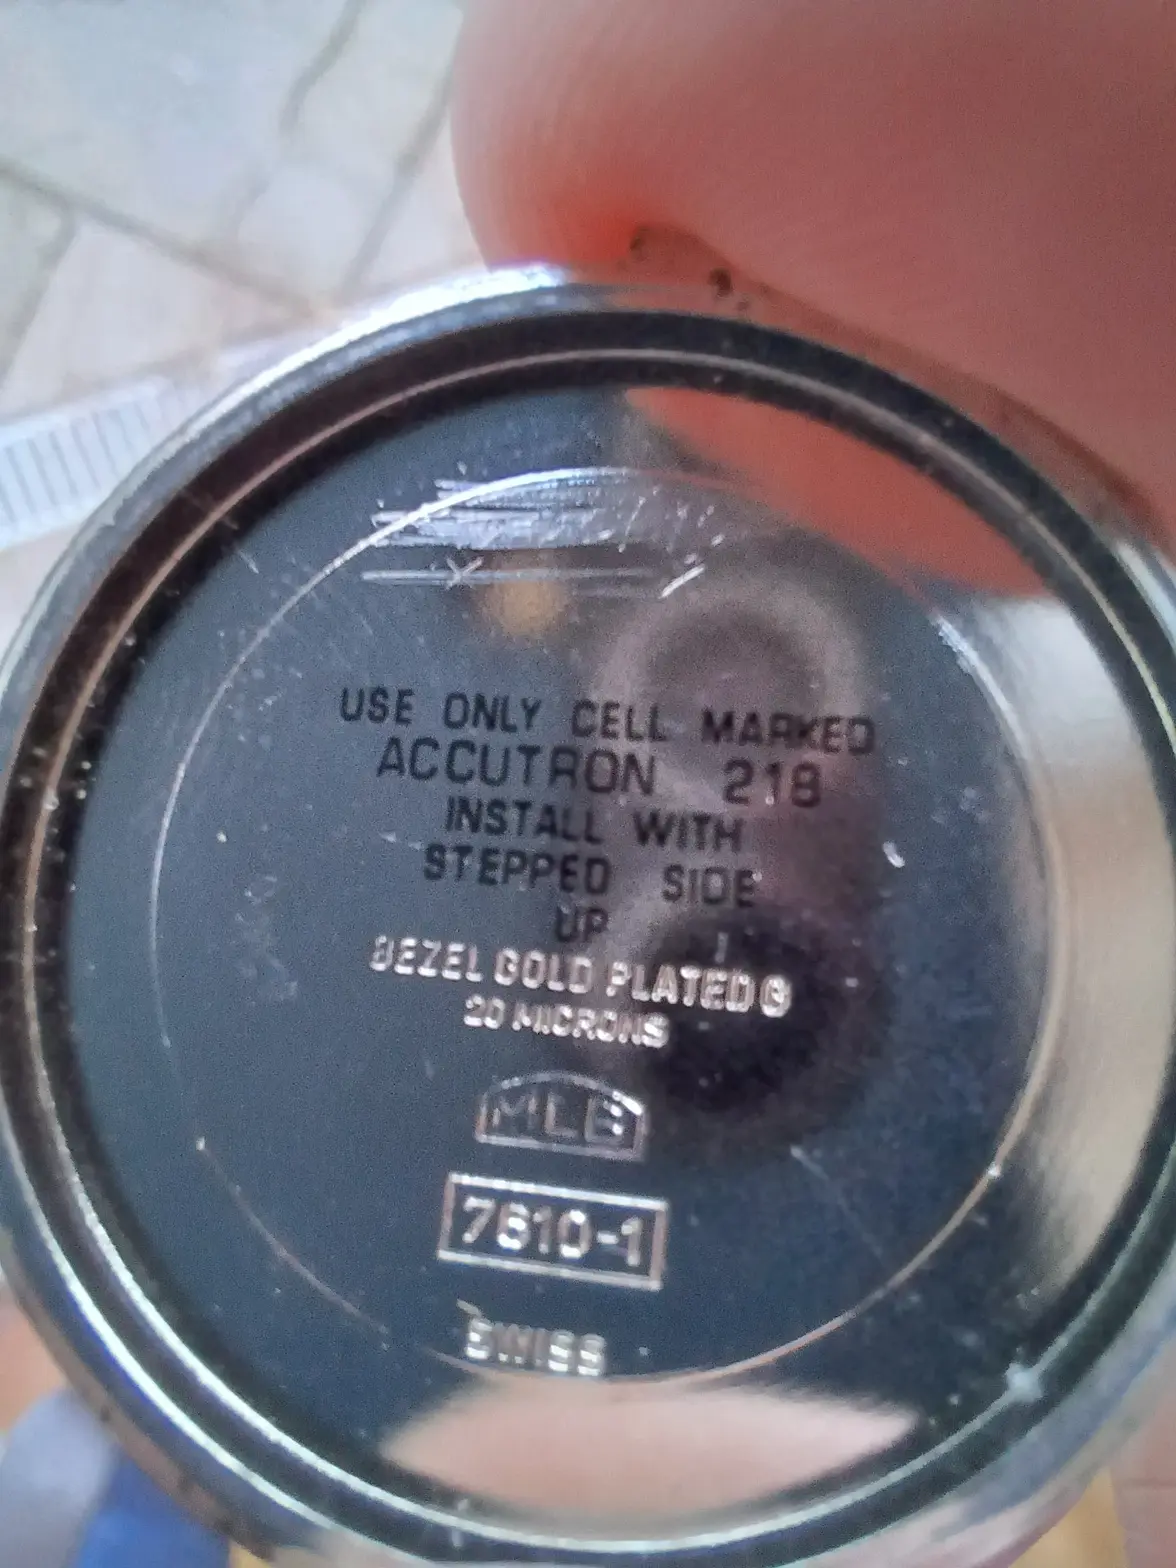 USE ONLY CELL MARKED
ACCUTRON 218
INSTALL WITH
STEPPED SIDE
UP
BEZEL GOLD PLATED G
20 MICRONS
MLB
7610-1
SWISS